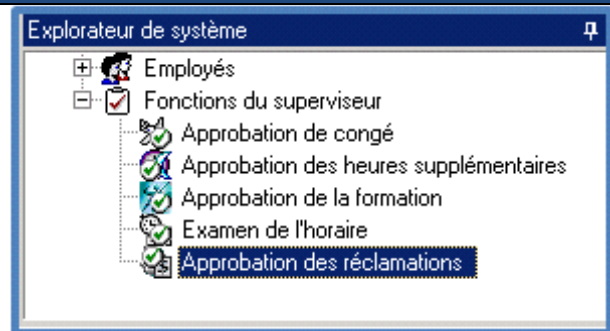 Explorateur de système
Employés
Fonctions du superviseur
Approbation de congé
Approbation des heures supplémentaires
Approbation de la formation
Examen de l'horaire
Approbation des réclamations